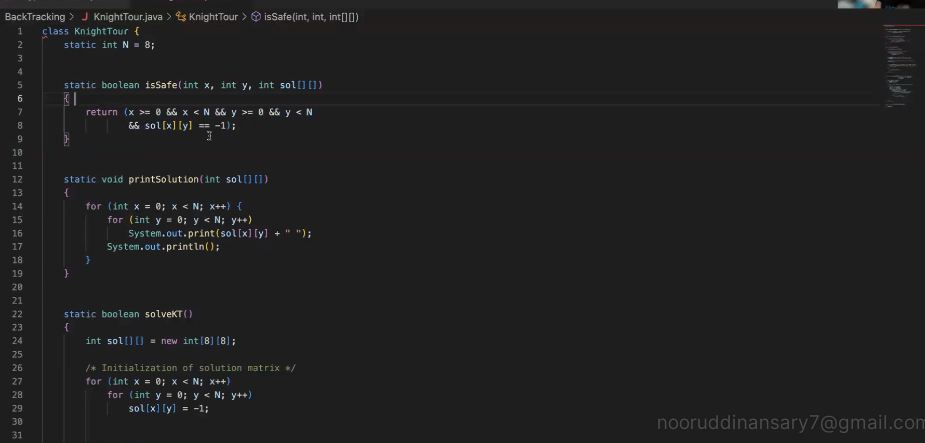 BackTracking > J KnightTour.java > KnightTour > isSafe(int, int, int[][])
1 class KnightTour {
2 static int N = 8;
3
4
5 static boolean isSafe(int x, int y, int sol[][])
6 {
7 return (x >= 0 && x < N && y >= 0 && y < N
8 && sol[x][y] == -1);
9 }
10
11
12 static void printSolution(int sol[][])
13 {
14 for (int x = 0; x < N; x++) {
15 for (int y = 0; y < N; y++)
16 System.out.print(sol[x][y] + " ");
17 System.out.println();
18 }
19 }
20
21
22 static boolean solveKT()
23 {
24 int sol[][] = new int[8][8];
25
26 /* Initialization of solution matrix */
27 for (int x = 0; x < N; x++)
28 for (int y = 0; y < N; y++)
29 sol[x][y] = -1;
30
31
nooruddinansary7@gmail.com